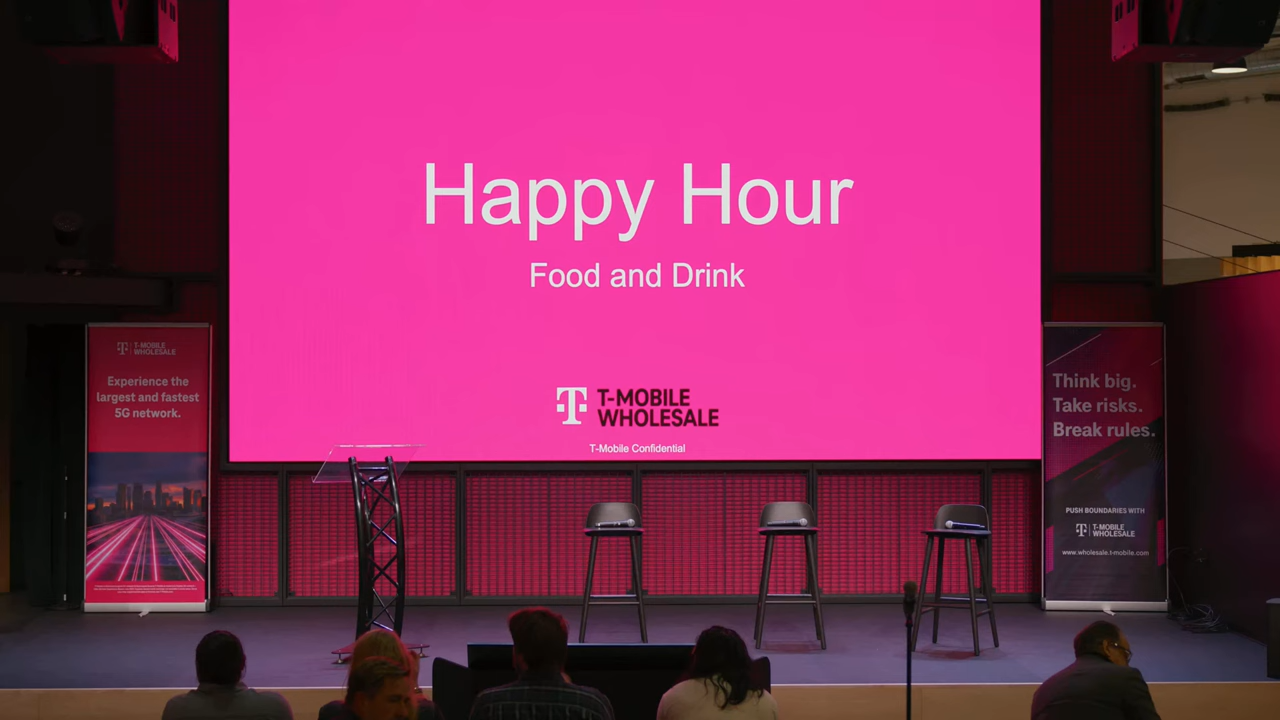 Happy Hour
Food and Drink
T-MOBILE
WHOLESALE
T-Mobile Confidential
T-MOBILE
WHOLESALE
Experience the
largest and fastest
5G network.
Think big.
Take risks.
Break rules.
PUSH BOUNDARIES WITH
T-MOBILE
WHOLESALE
www.wholesale.t-mobile.com